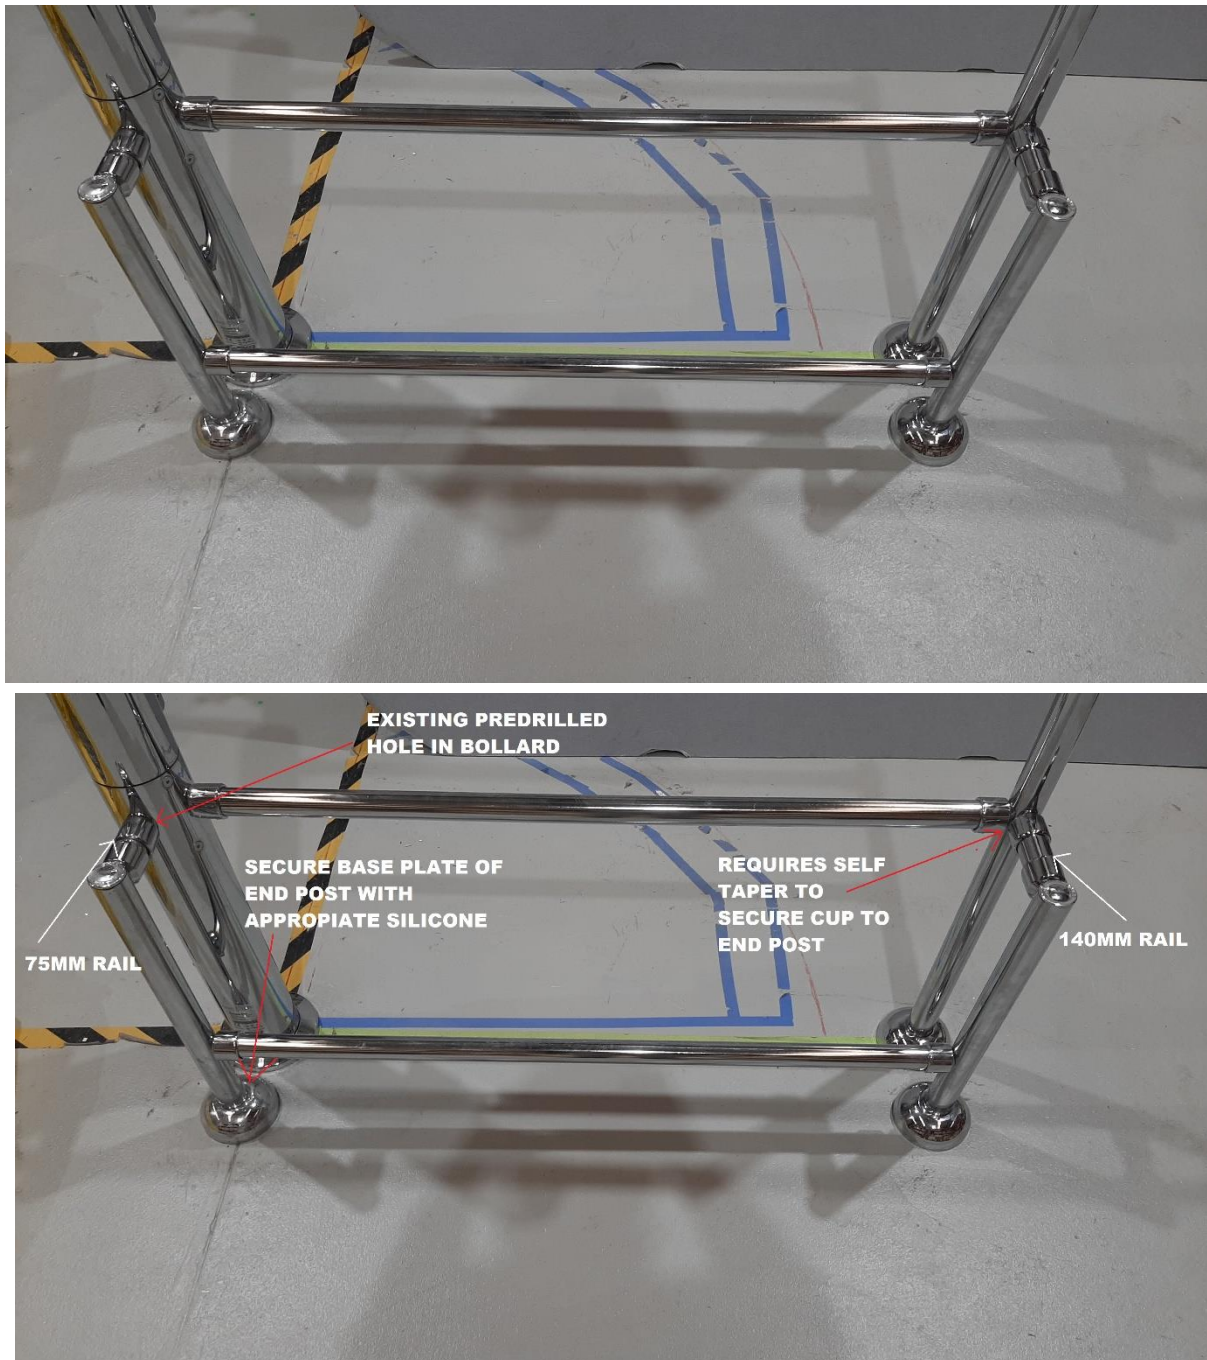 EXISTING PREDRILLED
HOLE IN BOLLARD
SECURE BASE PLATE OF
END POST WITH
APPROPIATE SILICONE
REQUIRES SELF
TAPER TO
SECURE CUP TO
END POST
75MM RAIL
140MM RAIL